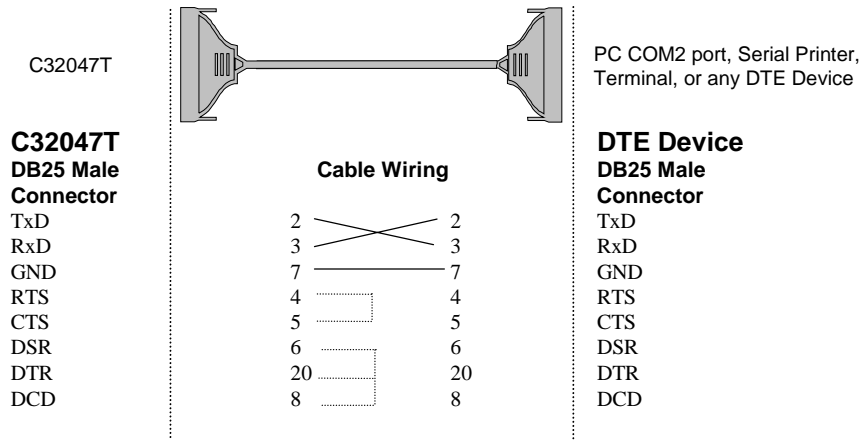 C32047T
PC COM2 port, Serial Printer,
Terminal, or any DTE Device
C32047T DTE Device
DB25 Male Cable Wiring DB25 Male
Connector Connector
TxD 2 2 TxD
RxD 3 3 RxD
GND 7 7 GND
RTS 4 4 RTS
CTS 5 5 CTS
DSR 6 6 DSR
DTR 20 20 DTR
DCD 8 8 DCD